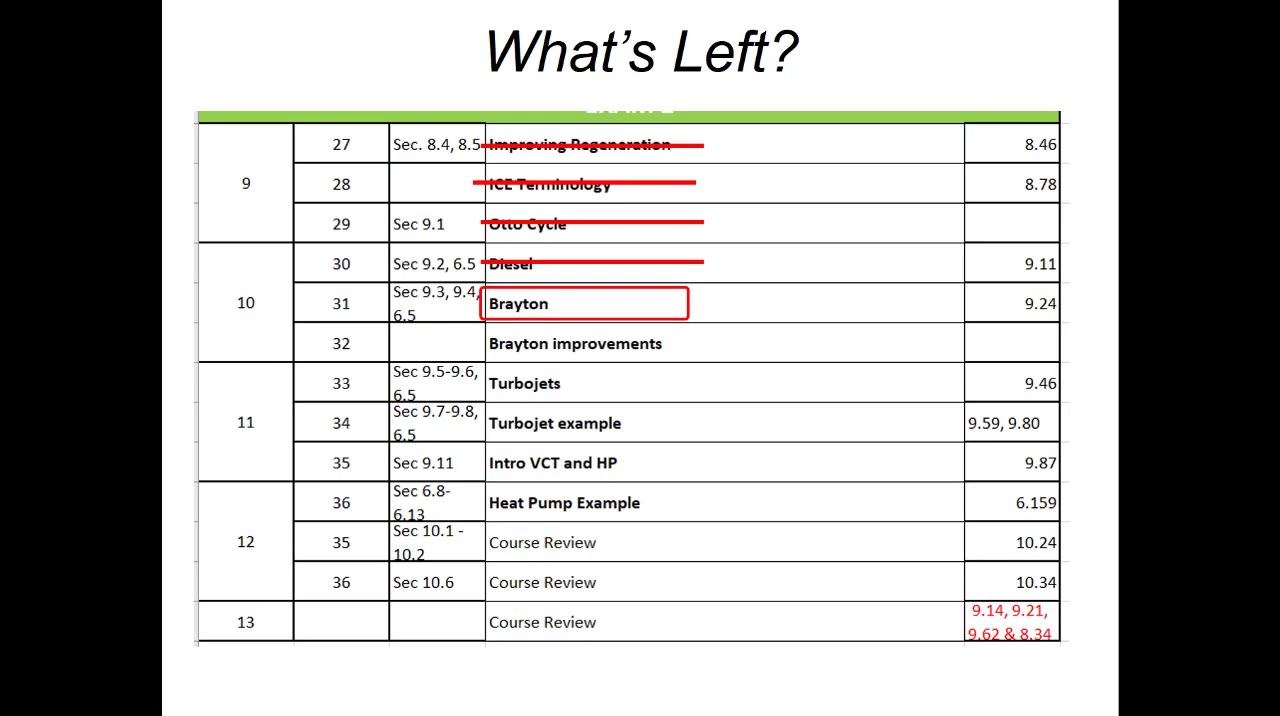 What's Left?
27 Sec. 8.4, 8.5 Improving Regeneration 8.46
9 28 ICE Terminology 8.78
29 Sec 9.1 Otto Cycle
30 Sec 9.2, 6.5 Diesel 9.11
10 31 Sec 9.3, 9.4, 6.5 Brayton 9.24
32 Brayton improvements
33 Sec 9.5-9.6, 6.5 Turbojets 9.46
11 34 Sec 9.7-9.8, 6.5 Turbojet example 9.59, 9.80
35 Sec 9.11 Intro VCT and HP 9.87
36 Sec 6.8-6.13 Heat Pump Example 6.159
12 35 Sec 10.1 - 10.2 Course Review 10.24
36 Sec 10.6 Course Review 10.34
13 Course Review 9.14, 9.21, 9.62 & 8.34